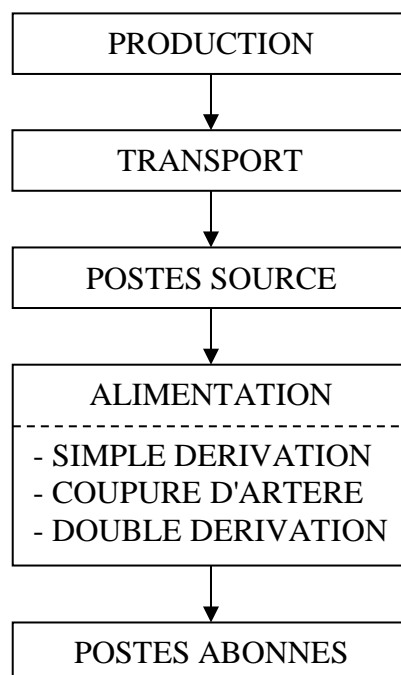 PRODUCTION
TRANSPORT
POSTES SOURCE
ALIMENTATION
- SIMPLE DERIVATION
- COUPURE D'ARTERE
- DOUBLE DERIVATION
POSTES ABONNES